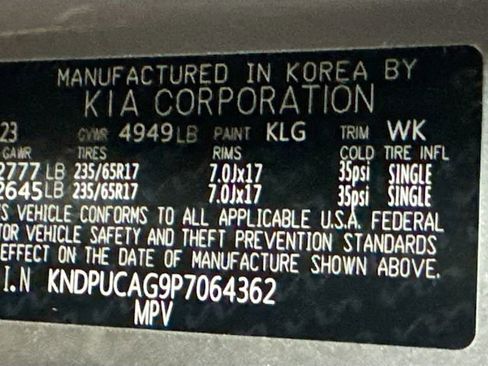 MANUFACTURED IN KOREA BY
KIA CORPORATION
23 GVWR 4949 LB PAINT KLG TRIM WK
GAWR TIRES RIMS COLD TIRE INFL
2777 LB 235/65R17 7.0Jx17 35psi SINGLE
2645 LB 235/65R17 7.0Jx17 35psi SINGLE
S VEHICLE CONFORMS TO ALL APPLICABLE U.S.A. FEDERAL
TOR VEHICLE SAFETY AND THEFT PREVENTION STANDARDS
EFFECT ON THE DATE OF MANUFACTURE SHOWN ABOVE.
I.N KNDPUCAG9P7064362
MPV